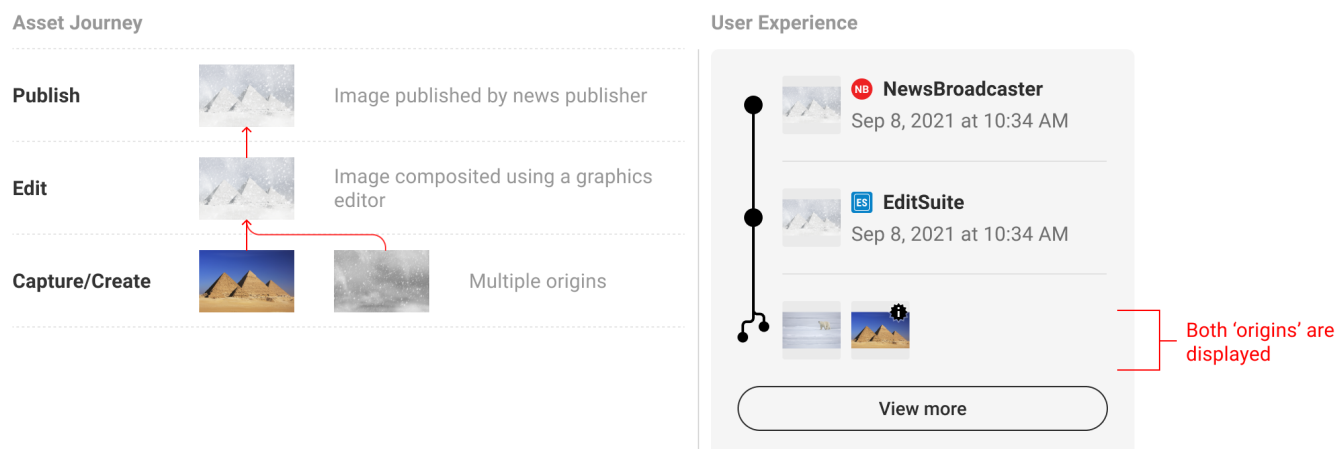 Asset Journey
Publish
Image published by news publisher
Edit
Image composited using a graphics
editor
Capture/Create
Multiple origins
User Experience
NB NewsBroadcaster
Sep 8, 2021 at 10:34 AM
ES EditSuite
Sep 8, 2021 at 10:34 AM
i
View more
Both ‘origins’ are
displayed